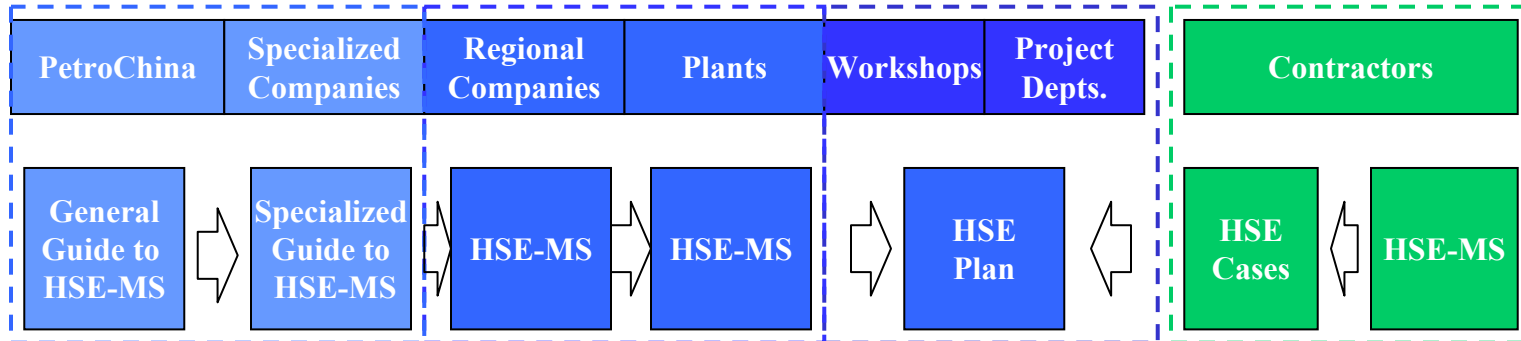 PetroChina
Specialized
Companies
Regional
Companies
Plants
Workshops
Project
Depts.
Contractors
General
Guide to
HSE-MS
Specialized
Guide to
HSE-MS
HSE-MS
HSE-MS
HSE
Plan
HSE
Cases
HSE-MS